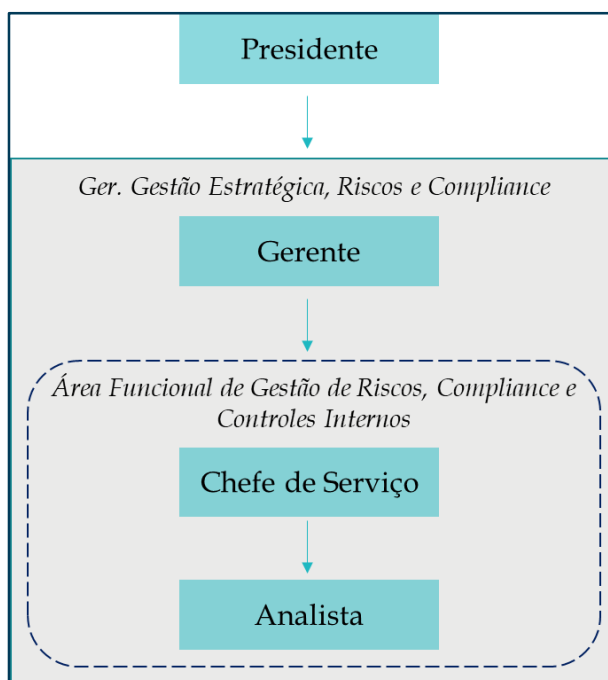 Presidente
Ger. Gestão Estratégica, Riscos e Compliance
Gerente
Área Funcional de Gestão de Riscos, Compliance e
Controles Internos
Chefe de Serviço
Analista